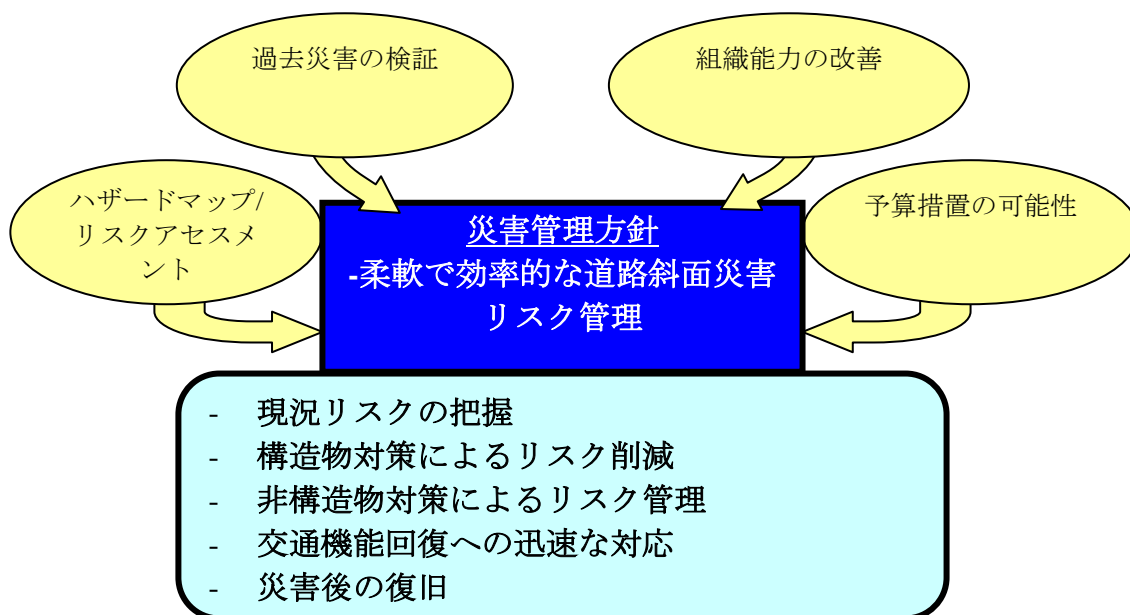 過去災害の検証
組織能力の改善
ハザードマップ/
リスクアセスメ
ント
予算措置の可能性
災害管理方針
-柔軟で効率的な道路斜面災害
リスク管理
- 現況リスクの把握
- 構造物対策によるリスク削減
- 非構造物対策によるリスク管理
- 交通機能回復への迅速な対応
- 災害後の復旧